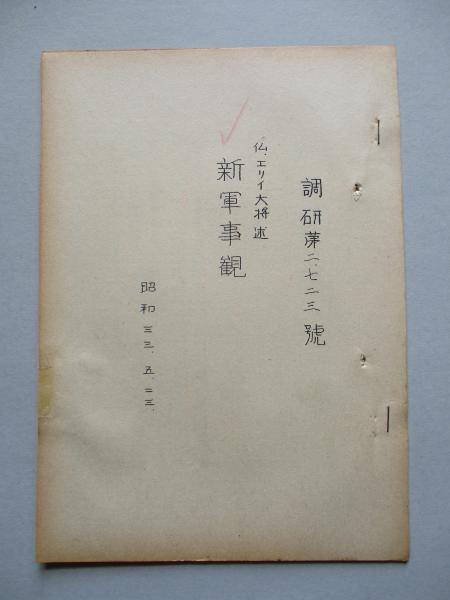 調研第二、七二三號
仏、エリイ大将述
新軍事観
昭和三三、五、二三、